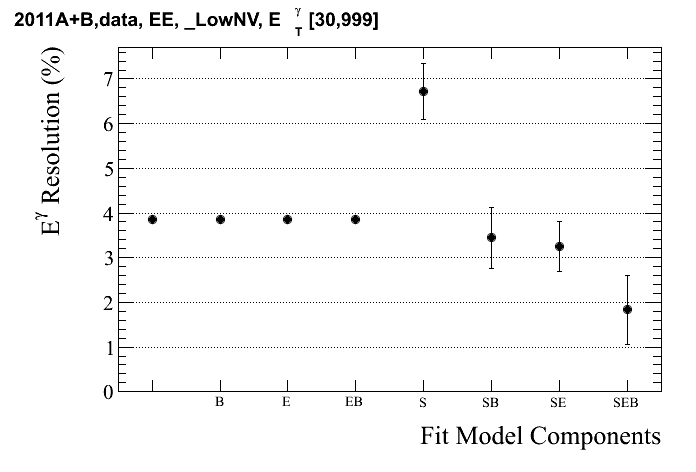 2011A+B,data, EE, _LowNV, E γ T [30,999]
E γ Resolution (%)
7
6
5
4
3
2
1
0
B E EB S SB SE SEB
Fit Model Components